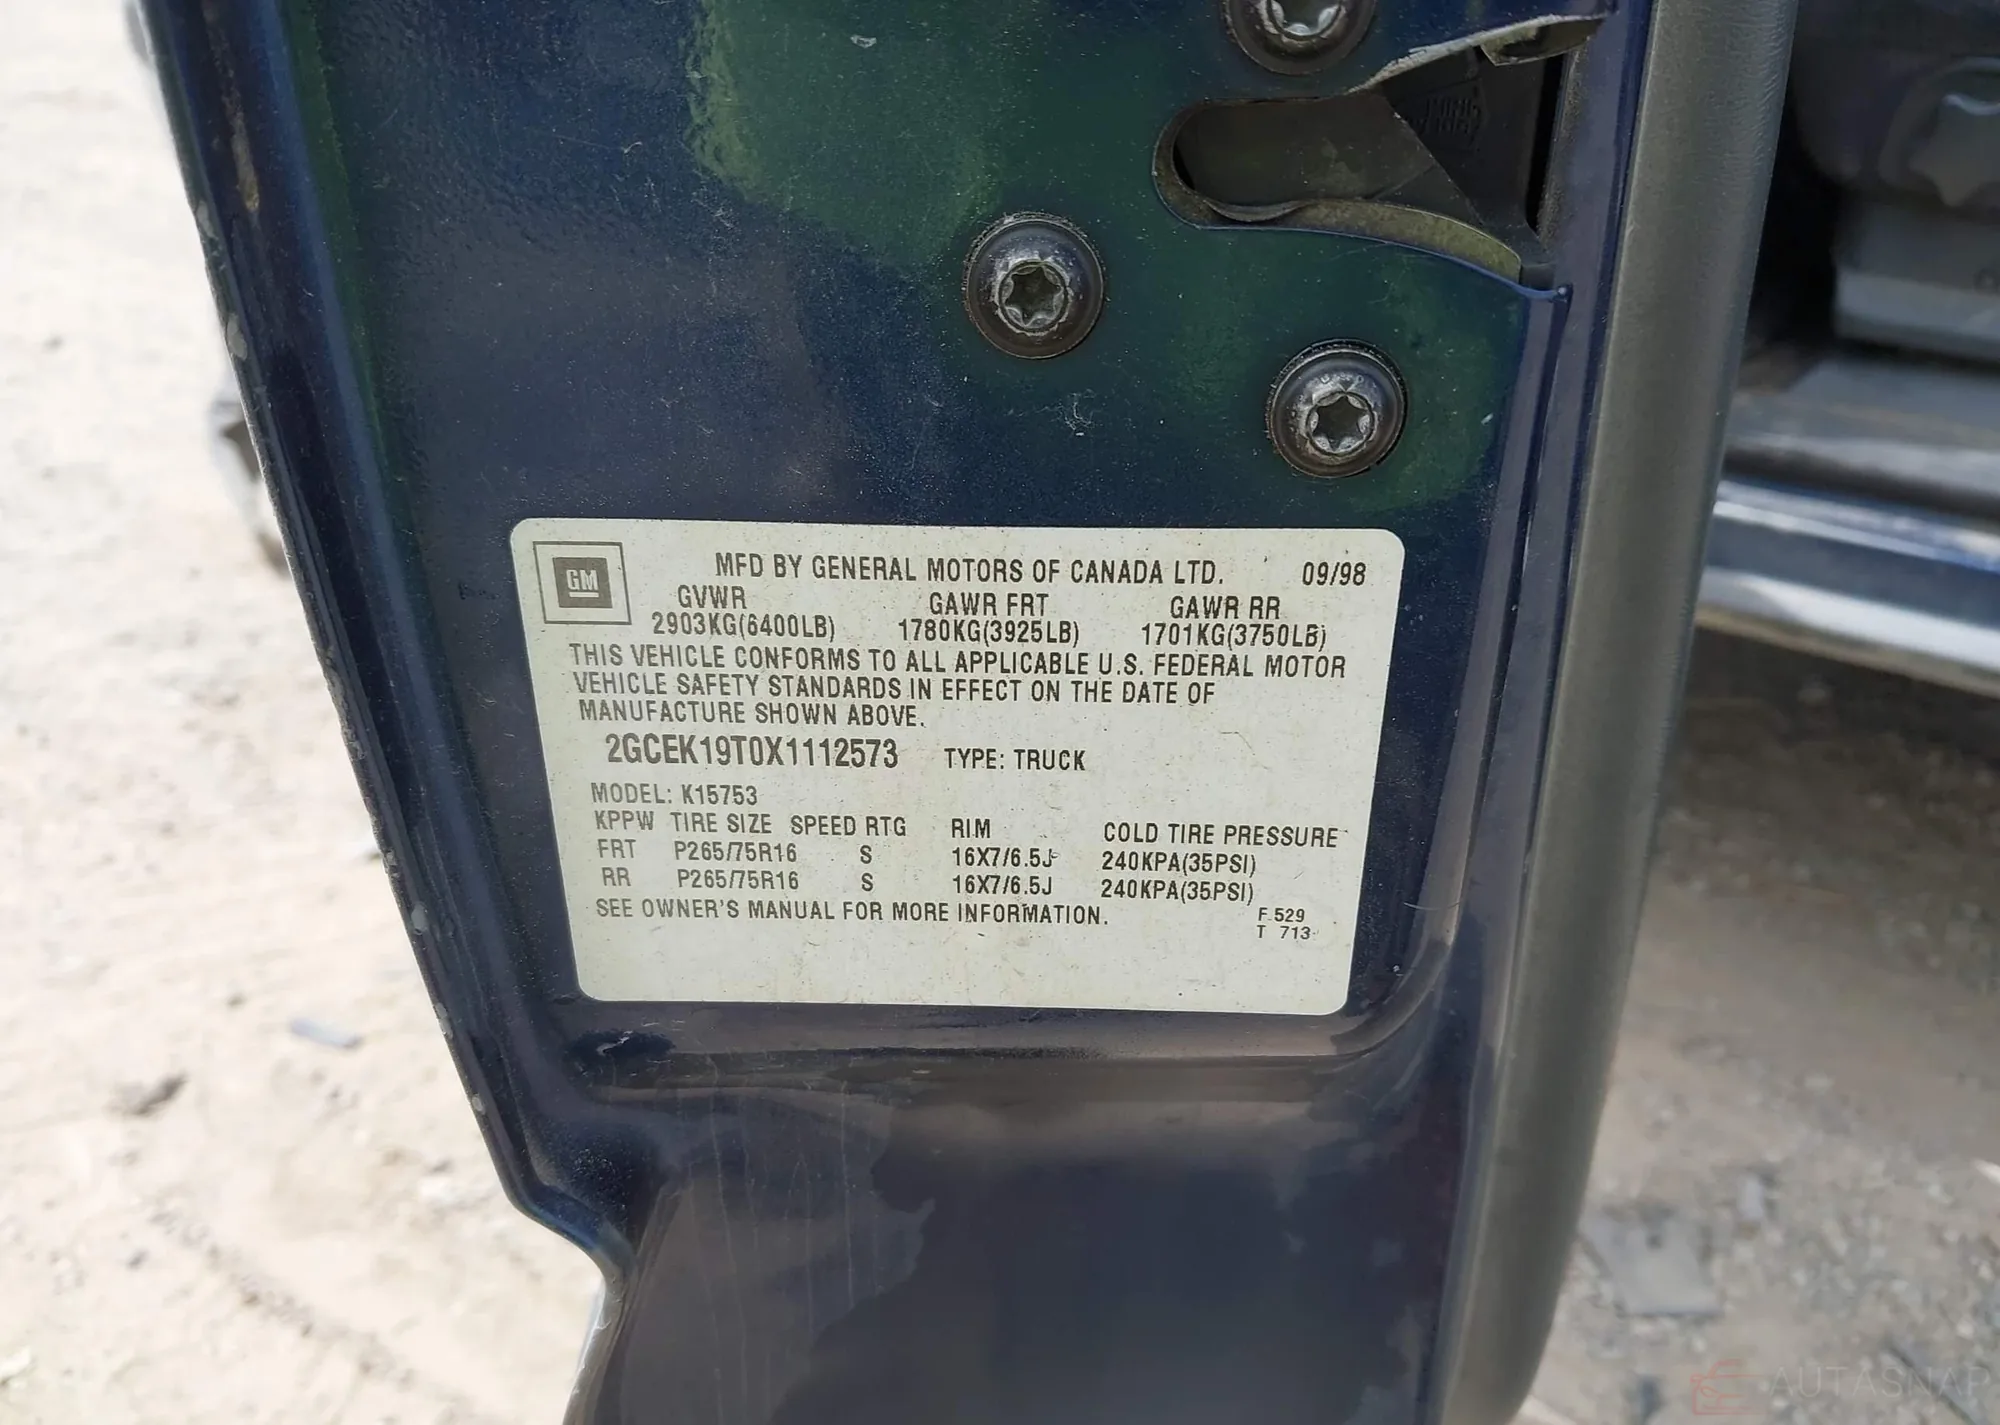 GM
MFD BY GENERAL MOTORS OF CANADA LTD. 09/98
GVWR GAWR FRT GAWR RR
2903KG(6400LB) 1780KG(3925LB) 1701KG(3750LB)
THIS VEHICLE CONFORMS TO ALL APPLICABLE U.S. FEDERAL MOTOR
VEHICLE SAFETY STANDARDS IN EFFECT ON THE DATE OF
MANUFACTURE SHOWN ABOVE.
2GCEK19T0X1112573 TYPE: TRUCK
MODEL: K15753
KPPW TIRE SIZE SPEED RTG RIM COLD TIRE PRESSURE
FRT P265/75R16 S 16X7/6.5J 240KPA(35PSI)
RR P265/75R16 S 16X7/6.5J 240KPA(35PSI)
SEE OWNER'S MANUAL FOR MORE INFORMATION.
F 529
T 713
AUTASNAP